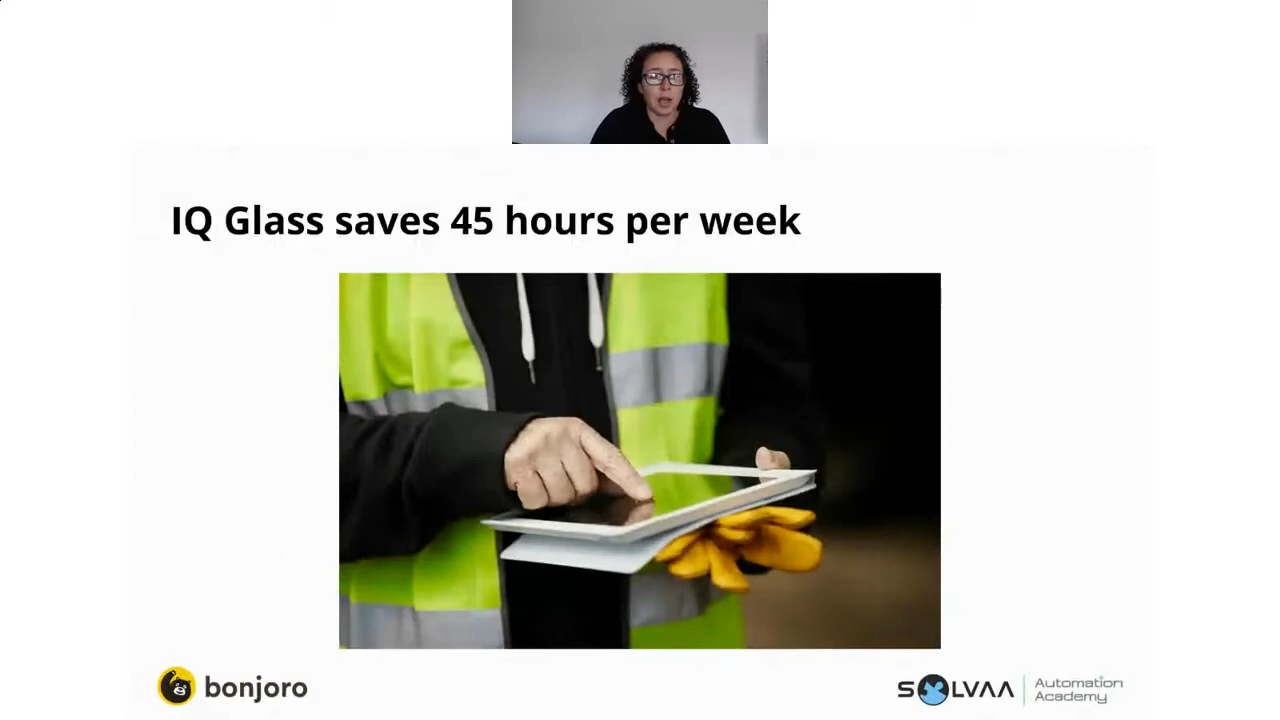 IQ Glass saves 45 hours per week
bonjoro
SOLVAA
Automation
Academy